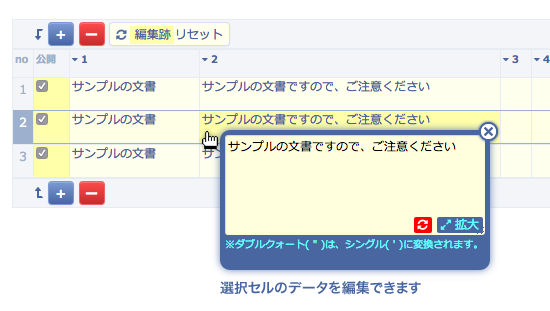 編集跡 リセット
no 公開 1 2 3 4
1 サンプルの文書 サンプルの文書ですので、ご注意ください
2 サンプルの文書 サンプルの文書ですので、ご注意ください
3 サンプルの文書
サンプルの文書ですので、ご注意ください
拡大
※ダブルクォート( " )は、シングル( ' )に変換されます。
選択セルのデータを編集できます